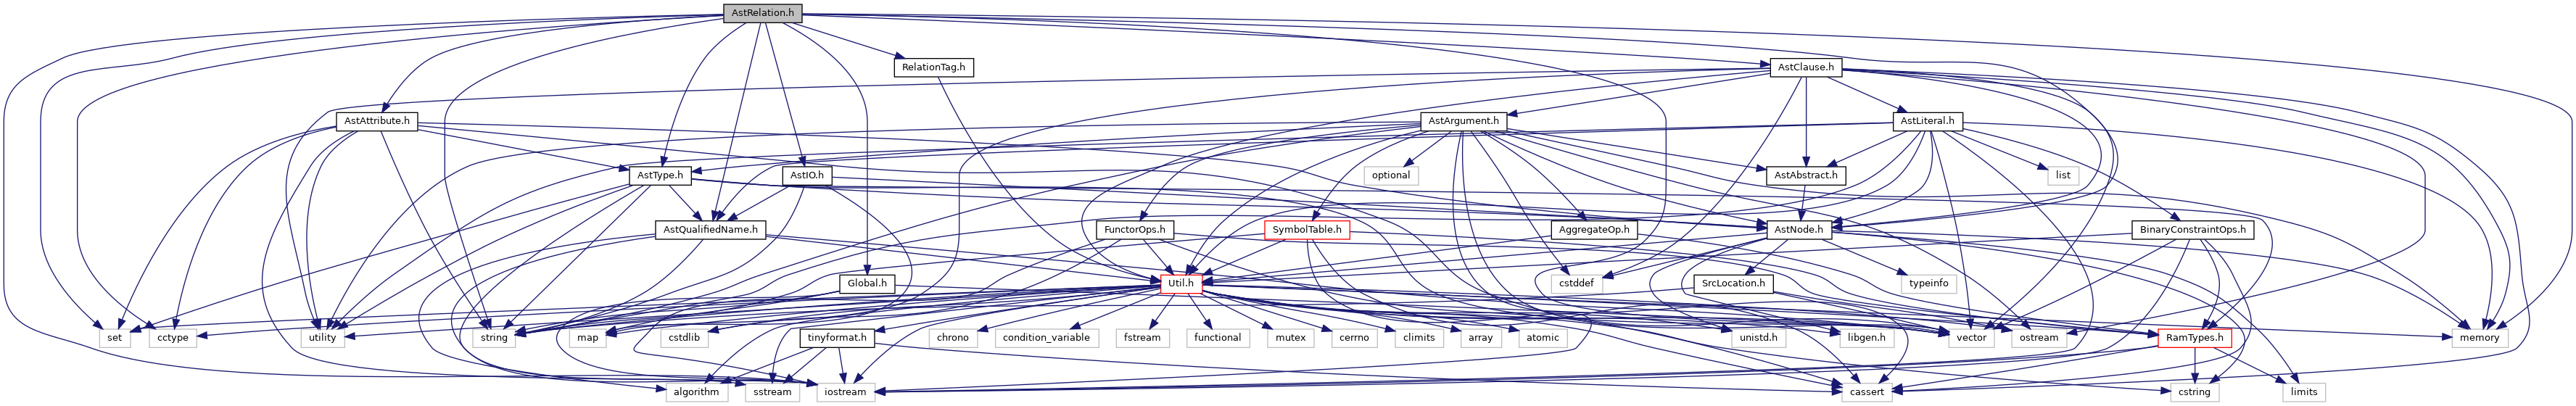 AstRelation.h
RelationTag.h
AstClause.h
AstAttribute.h
AstArgument.h
AstLiteral.h
AstType.h
AstIO.h
optional
AstAbstract.h
list
AstQualifiedName.h
FunctorOps.h
SymbolTable.h
AggregateOp.h
AstNode.h
BinaryConstraintOps.h
Global.h
Util.h
cstddef
SrcLocation.h
typeinfo
set
cctype
utility
string
map
cstdlib
tinyformat.h
chrono
condition_variable
fstream
functional
mutex
cerrno
climits
array
atomic
unistd.h
libgen.h
vector
ostream
RamTypes.h
memory
algorithm
sstream
iostream
cassert
cstring
limits